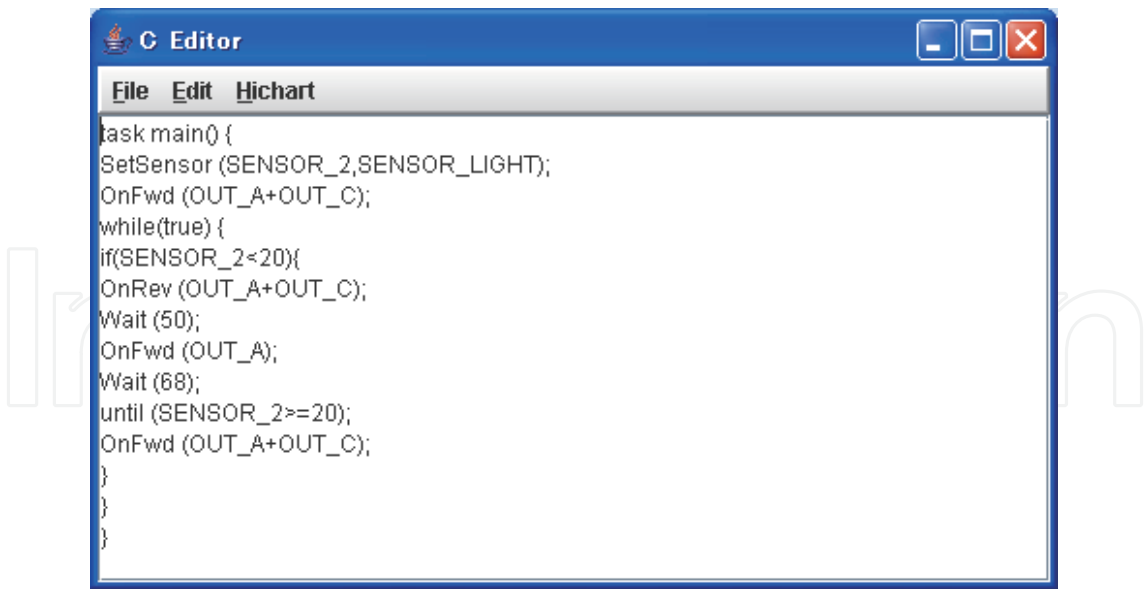 C Editor
File Edit Hichart
task main() {
SetSensor (SENSOR_2,SENSOR_LIGHT);
OnFwd (OUT_A+OUT_C);
while(true) {
if(SENSOR_2<20){
OnRev (OUT_A+OUT_C);
Wait (50);
OnFwd (OUT_A);
Wait (68);
until (SENSOR_2>=20);
OnFwd (OUT_A+OUT_C);
}
}
}